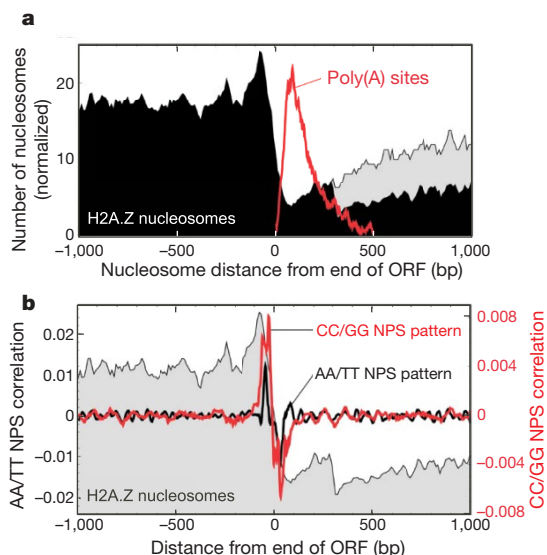 a
Number of nucleosomes
(normalized)
20
10
0
Poly(A) sites
H2A.Z nucleosomes
−1,000 −500 0 500 1,000
Nucleosome distance from end of ORF (bp)
b
AA/TT NPS correlation
0.02
0.01
0
−0.01
−0.02
CC/GG NPS pattern
AA/TT NPS pattern
H2A.Z nucleosomes
0.008
0.004
0
−0.004
−0.008
CC/GG NPS correlation
−1,000 −500 0 500 1,000
Distance from end of ORF (bp)